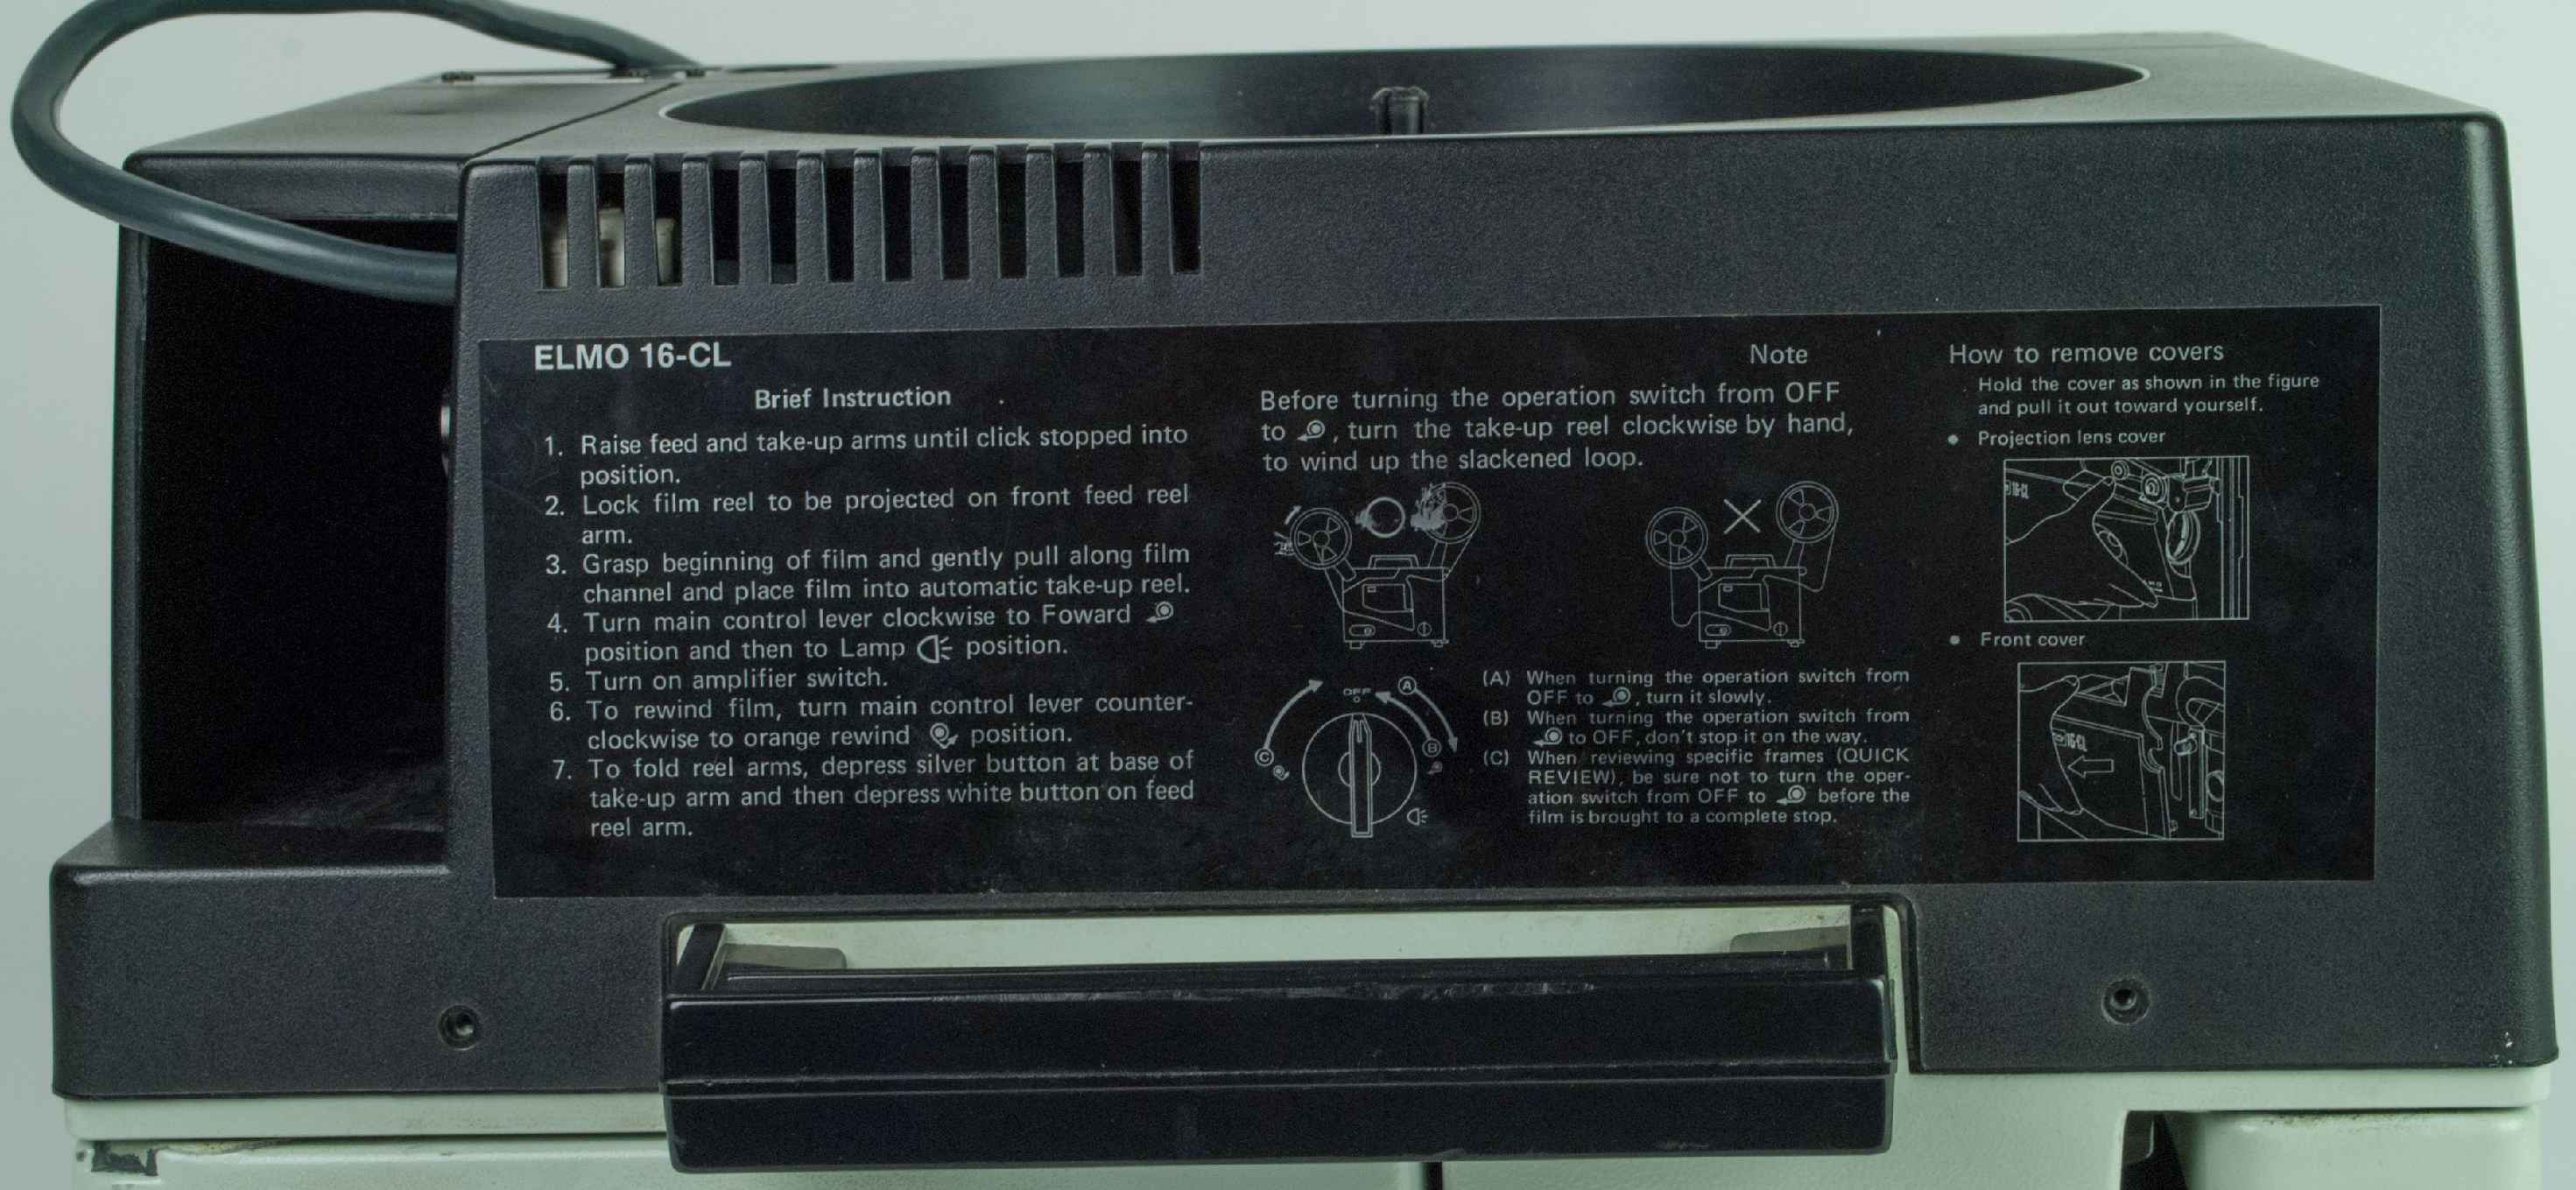 ELMO 16-CL
Brief Instruction
1. Raise feed and take-up arms until click stopped into
position.
2. Lock film reel to be projected on front feed reel
arm.
3. Grasp beginning of film and gently pull along film
channel and place film into automatic take-up reel.
4. Turn main control lever clockwise to Foward
position and then to Lamp position.
5. Turn on amplifier switch.
6. To rewind film, turn main control lever counter-
clockwise to orange rewind position.
7. To fold reel arms, depress silver button at base of
take-up arm and then depress white button on feed
reel arm.
Note
Before turning the operation switch from OFF
to , turn the take-up reel clockwise by hand,
to wind up the slackened loop.
OFF
A
B
C
(A) When turning the operation switch from
OFF to , turn it slowly.
(B) When turning the operation switch from
to OFF, don't stop it on the way.
(C) When reviewing specific frames (QUICK
REVIEW), be sure not to turn the oper-
ation switch from OFF to before the
film is brought to a complete stop.
How to remove covers
Hold the cover as shown in the figure
and pull it out toward yourself.
• Projection lens cover
16-CL
• Front cover
16-CL